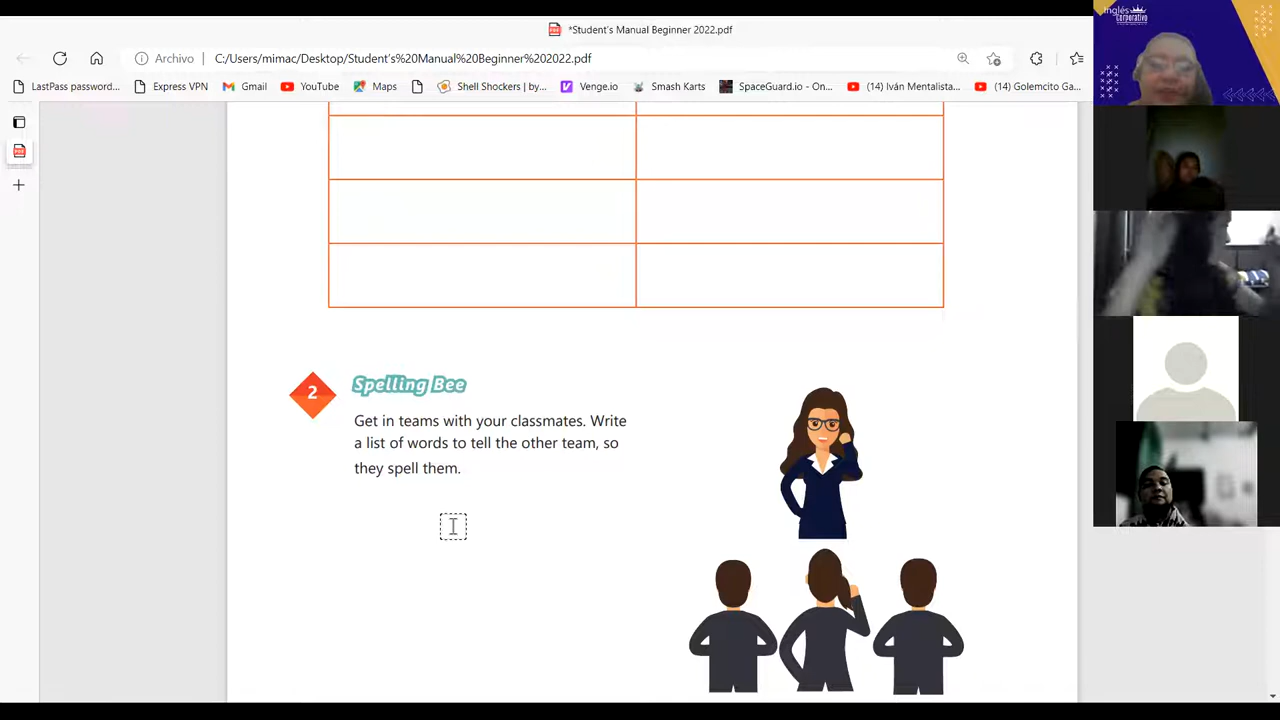 *Student's Manual Beginner 2022.pdf
Archivo
C:/Users/mimac/Desktop/Student's%20Manual%20Beginner%202022.pdf
LastPass password...
Express VPN
Gmail
YouTube
Maps
Shell Shockers | by...
Venge.io
Smash Karts
SpaceGuard.io - On...
(14) Iván Mentalista...
(14) Golemcito Ga...
Inglés
Corporativo
2
Spelling Bee
Get in teams with your classmates. Write
a list of words to tell the other team, so
they spell them.